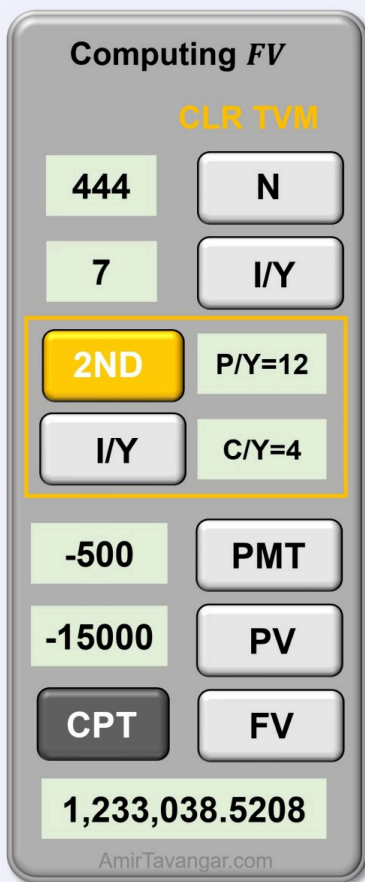 Computing FV
CLR TVM
444 N
7 I/Y
2ND P/Y=12
I/Y C/Y=4
-500 PMT
-15000 PV
CPT FV
1,233,038.5208
AmirTavangar.com